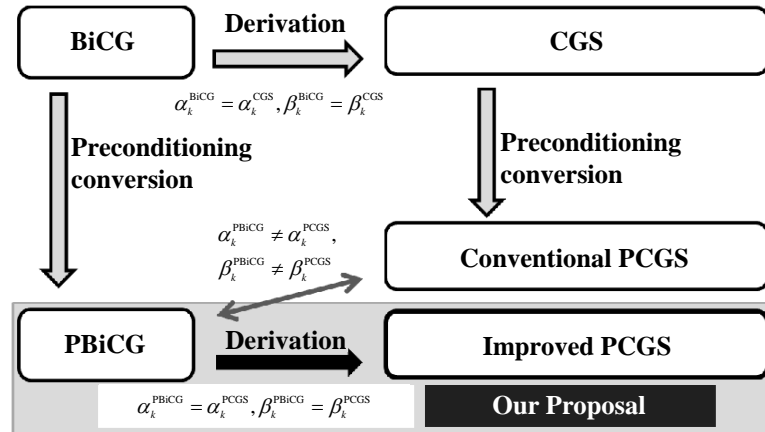 BiCG
Derivation
CGS
α_k^BiCG = α_k^CGS, β_k^BiCG = β_k^CGS
Preconditioning
conversion
Preconditioning
conversion
α_k^PBiCG ≠ α_k^PCGS,
β_k^PBiCG ≠ β_k^PCGS
Conventional PCGS
PBiCG
Derivation
Improved PCGS
α_k^PBiCG = α_k^PCGS, β_k^PBiCG = β_k^PCGS
Our Proposal